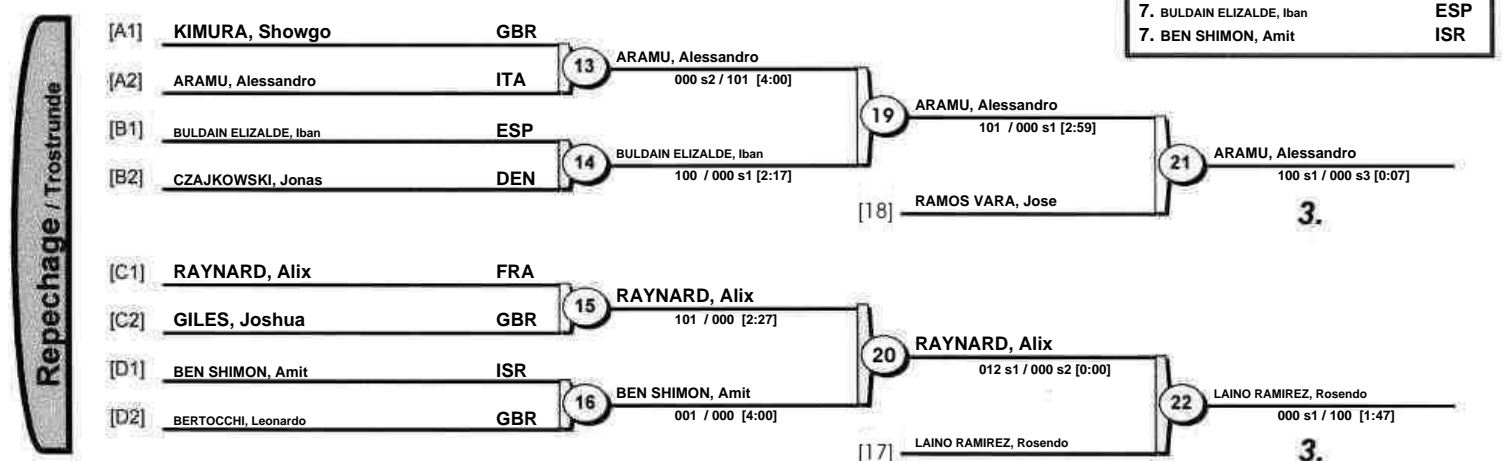 7. BULDAIN ELIZALDE, Iban ESP
7. BEN SHIMON, Amit ISR
Repechage / Trostrunde
[A1] KIMURA, Showgo GBR
13 ARAMU, Alessandro
000 s2 / 101 [4:00]
[A2] ARAMU, Alessandro ITA
19 ARAMU, Alessandro
101 / 000 s1 [2:59]
[B1] BULDAIN ELIZALDE, Iban ESP
14 BULDAIN ELIZALDE, Iban
100 / 000 s1 [2:17]
21 ARAMU, Alessandro
100 s1 / 000 s3 [0:07]
[B2] CZAJKOWSKI, Jonas DEN
[18] RAMOS VARA, Jose
3.
[C1] RAYNARD, Alix FRA
15 RAYNARD, Alix
101 / 000 [2:27]
[C2] GILES, Joshua GBR
20 RAYNARD, Alix
012 s1 / 000 s2 [0:00]
[D1] BEN SHIMON, Amit ISR
16 BEN SHIMON, Amit
001 / 000 [4:00]
22 LAINO RAMIREZ, Rosendo
000 s1 / 100 [1:47]
[D2] BERTOCCHI, Leonardo GBR
[17] LAINO RAMIREZ, Rosendo
3.